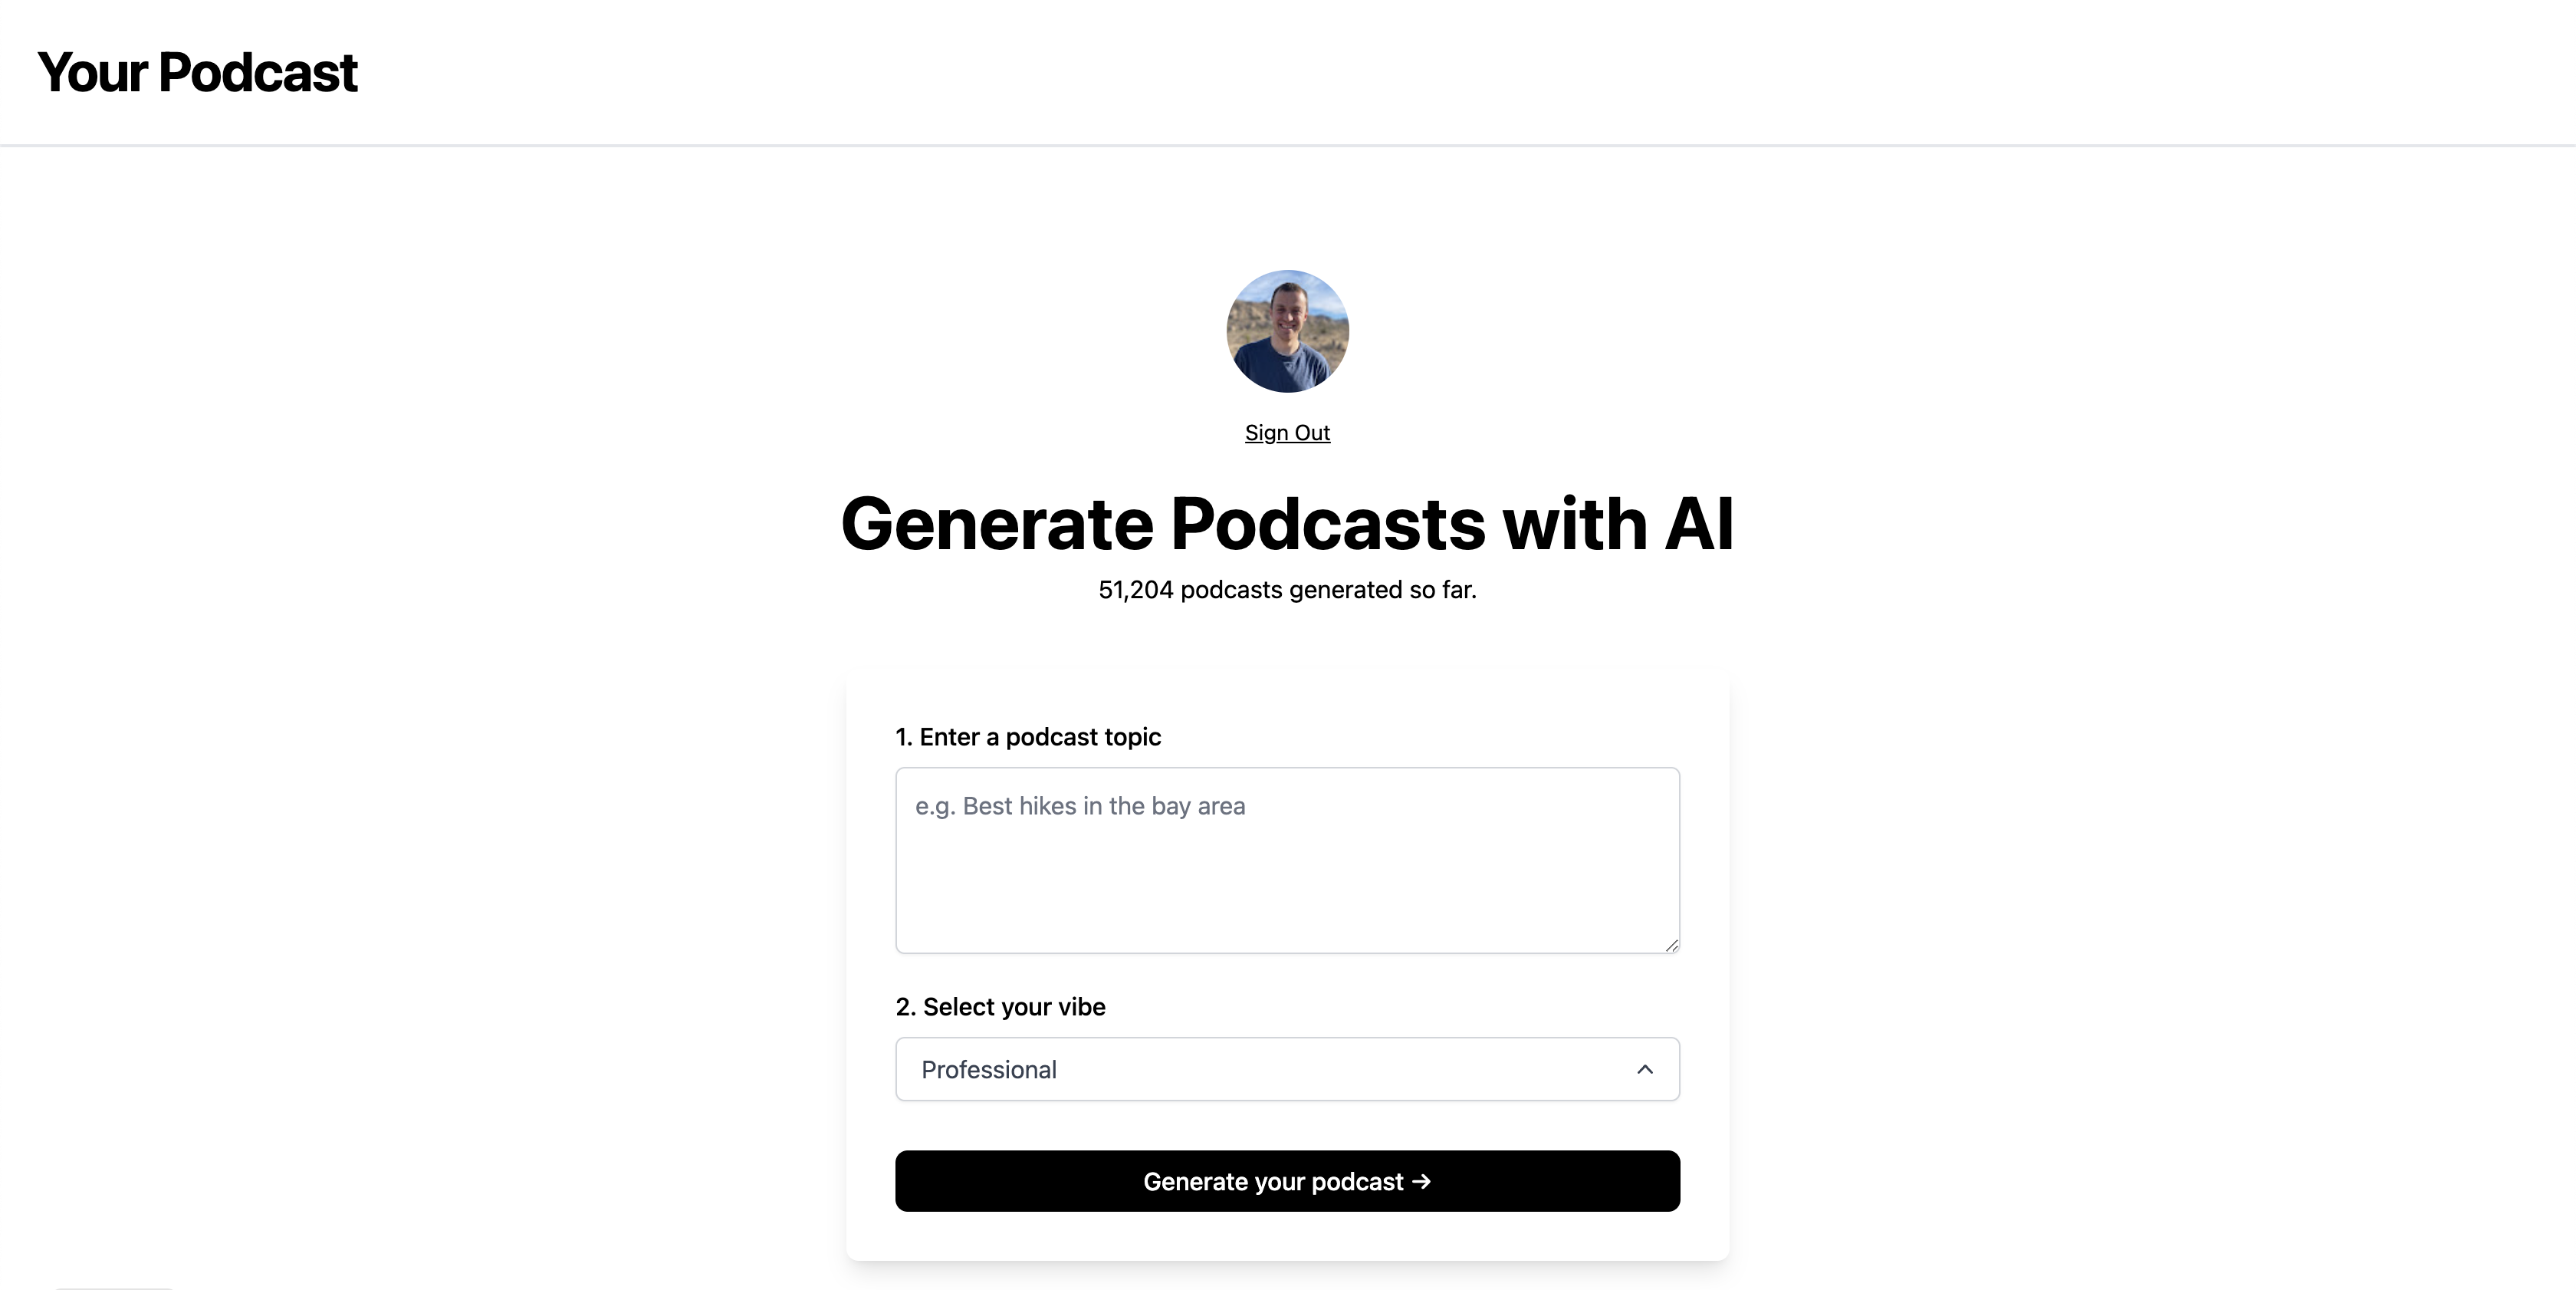 Your Podcast
Sign Out
Generate Podcasts with AI
51,204 podcasts generated so far.
1. Enter a podcast topic
e.g. Best hikes in the bay area
2. Select your vibe
Professional
Generate your podcast →